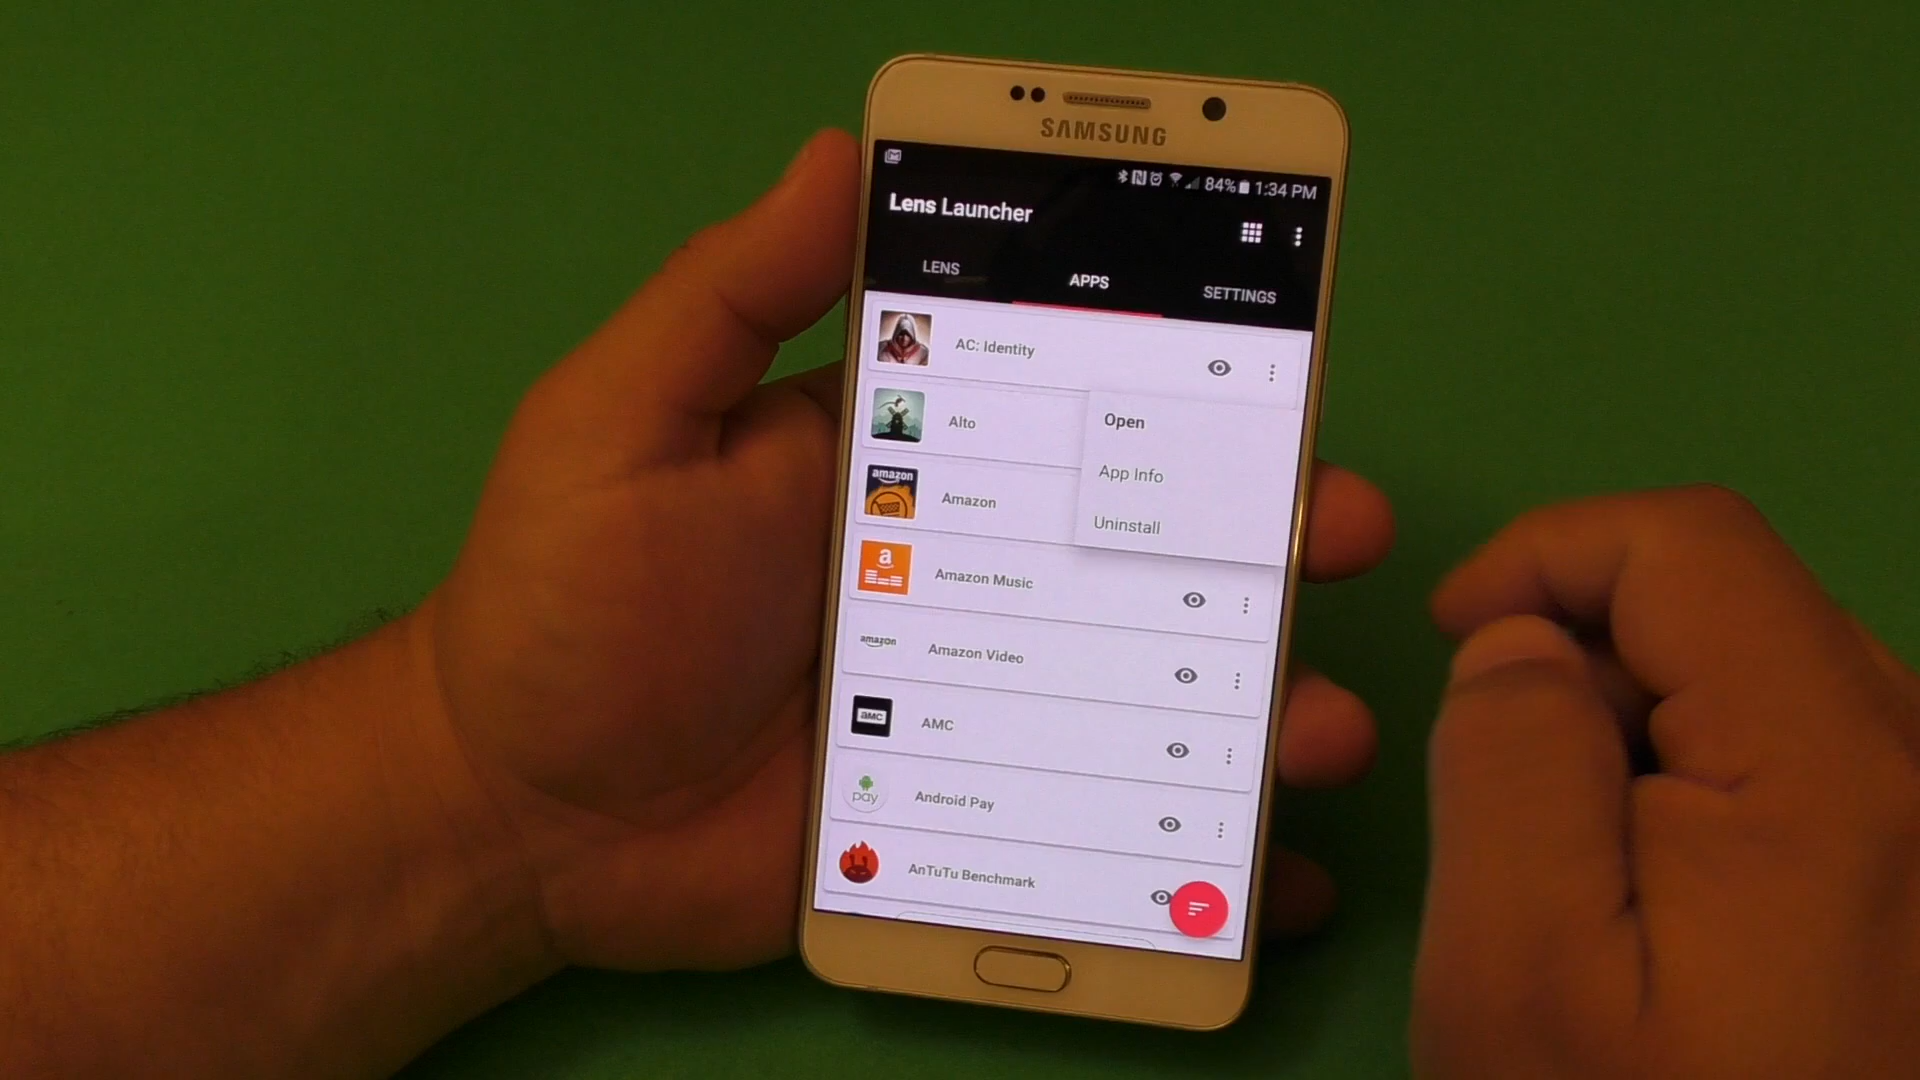 SAMSUNG
84% 1:34 PM
Lens Launcher
LENS APPS SETTINGS
AC: Identity
Open
Alto
App Info
amazon
Amazon
Uninstall
a
Amazon Music
amazon
Amazon Video
aMC
AMC
pay
Android Pay
AnTuTu Benchmark